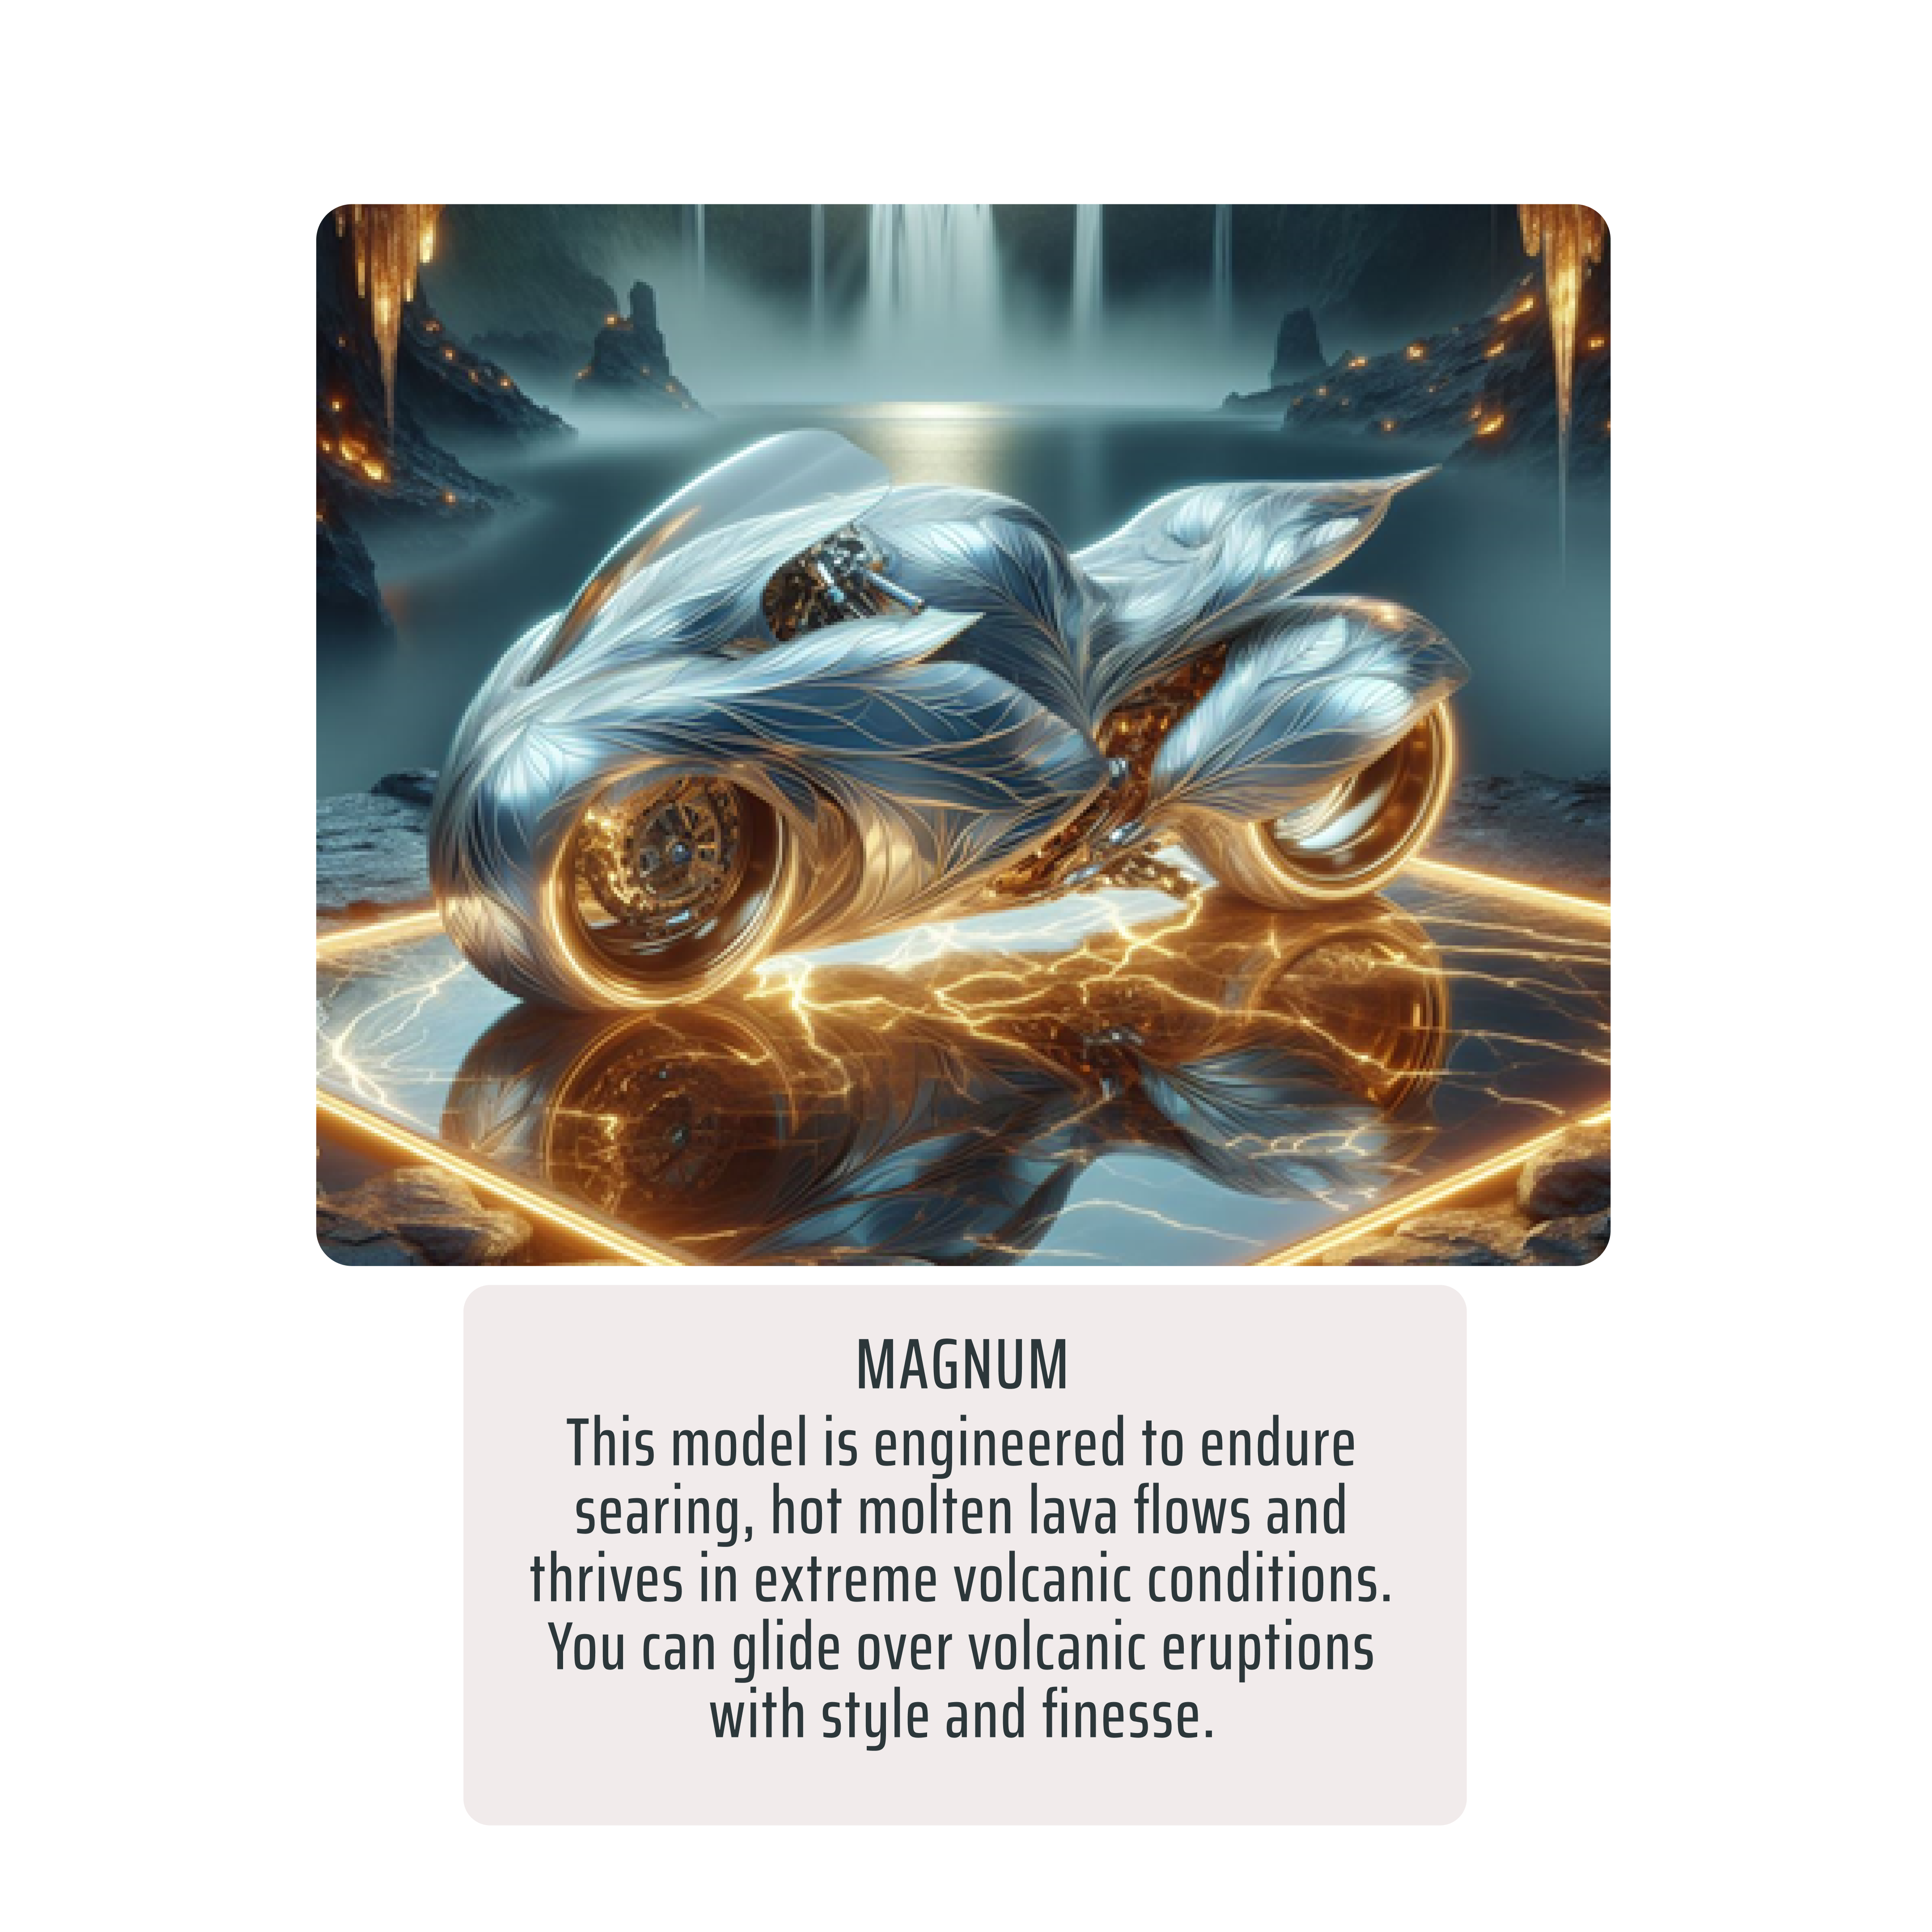 MAGNUM
This model is engineered to endure
searing, hot molten lava flows and
thrives in extreme volcanic conditions.
You can glide over volcanic eruptions
with style and finesse.